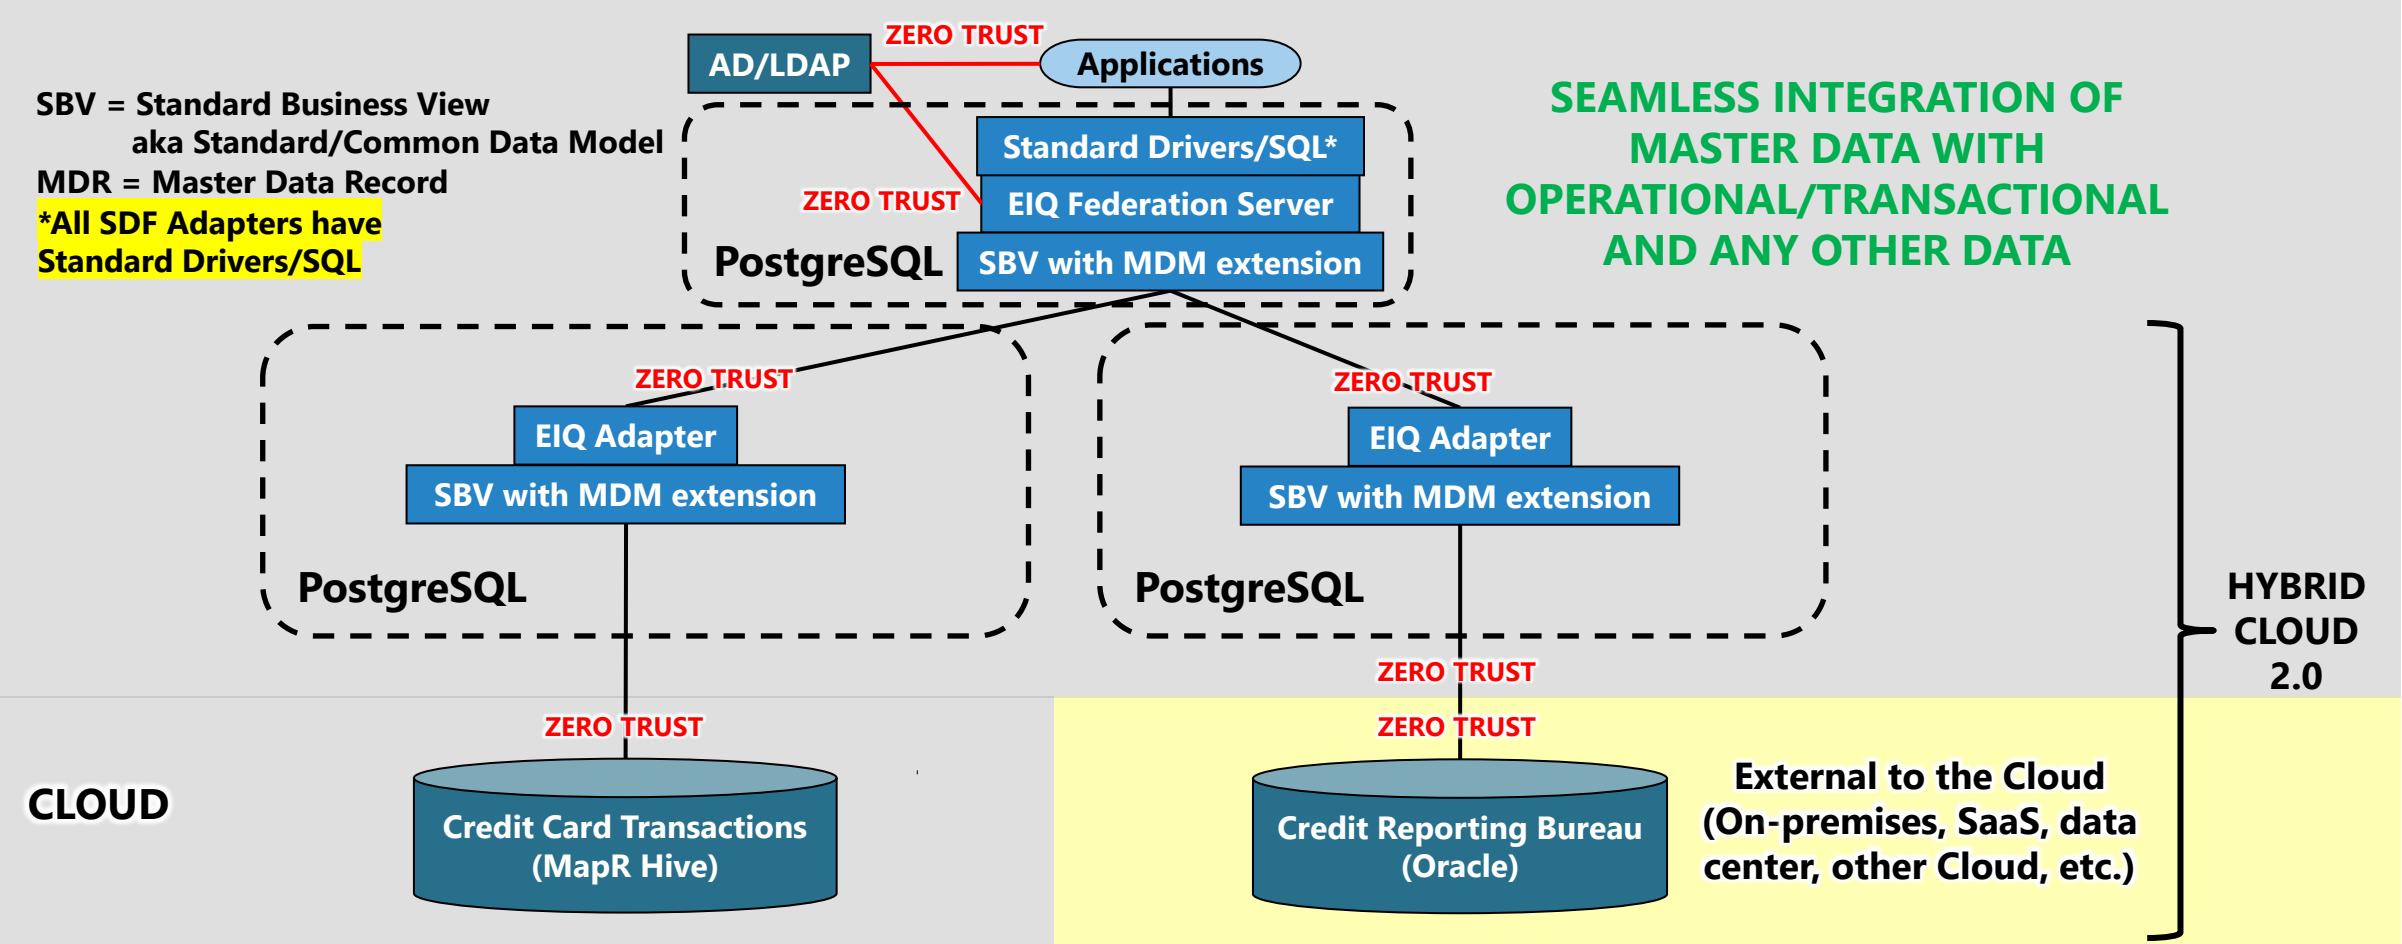 ZERO TRUST
AD/LDAP
Applications
SBV = Standard Business View
aka Standard/Common Data Model
MDR = Master Data Record
*All SDF Adapters have
Standard Drivers/SQL
Standard Drivers/SQL*
ZERO TRUST
EIQ Federation Server
PostgreSQL
SBV with MDM extension
SEAMLESS INTEGRATION OF
MASTER DATA WITH
OPERATIONAL/TRANSACTIONAL
AND ANY OTHER DATA
ZERO TRUST
EIQ Adapter
SBV with MDM extension
PostgreSQL
ZERO TRUST
EIQ Adapter
SBV with MDM extension
PostgreSQL
HYBRID
CLOUD
2.0
ZERO TRUST
ZERO TRUST
ZERO TRUST
CLOUD
Credit Card Transactions
(MapR Hive)
Credit Reporting Bureau
(Oracle)
External to the Cloud
(On-premises, SaaS, data
center, other Cloud, etc.)